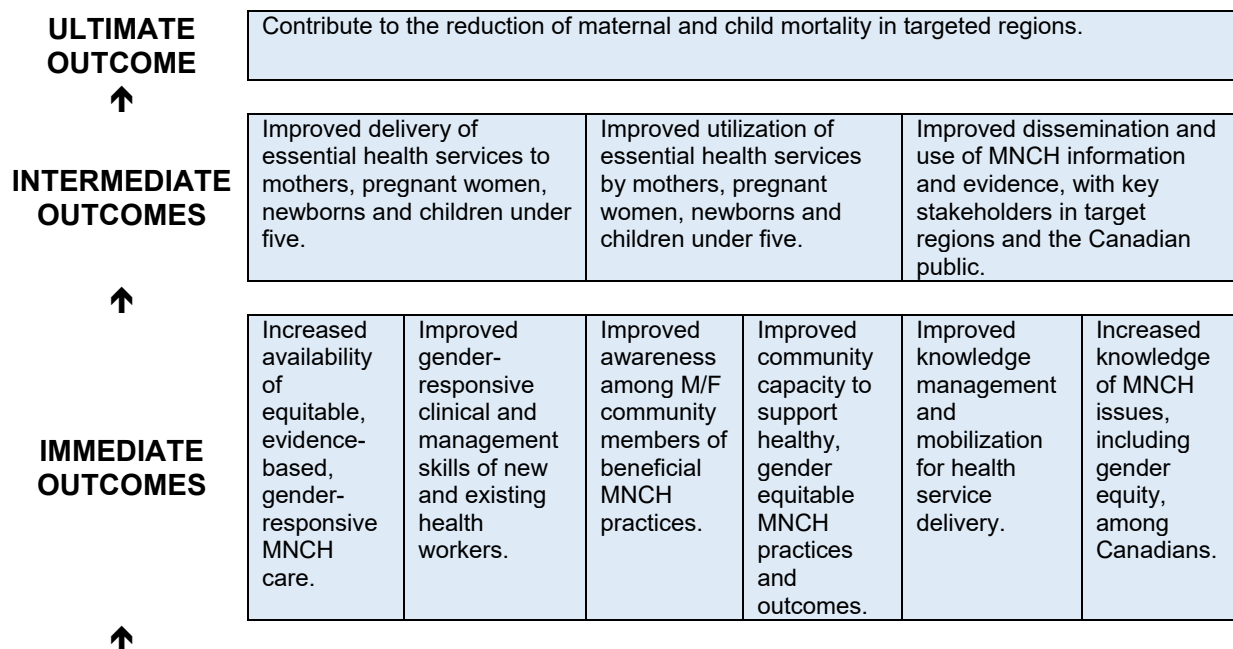 ULTIMATE
OUTCOME
Contribute to the reduction of maternal and child mortality in targeted regions.
INTERMEDIATE
OUTCOMES
Improved delivery of
essential health services to
mothers, pregnant women,
newborns and children under
five.
Improved utilization of
essential health services
by mothers, pregnant
women, newborns and
children under five.
Improved dissemination and
use of MNCH information
and evidence, with key
stakeholders in target
regions and the Canadian
public.
IMMEDIATE
OUTCOMES
Increased
availability
of
equitable,
evidence-
based,
gender-
responsive
MNCH
care.
Improved
gender-
responsive
clinical and
management
skills of new
and existing
health
workers.
Improved
awareness
among M/F
community
members of
beneficial
MNCH
practices.
Improved
community
capacity to
support
healthy,
gender
equitable
MNCH
practices
and
outcomes.
Improved
knowledge
management
and
mobilization
for health
service
delivery.
Increased
knowledge
of MNCH
issues,
including
gender
equity,
among
Canadians.